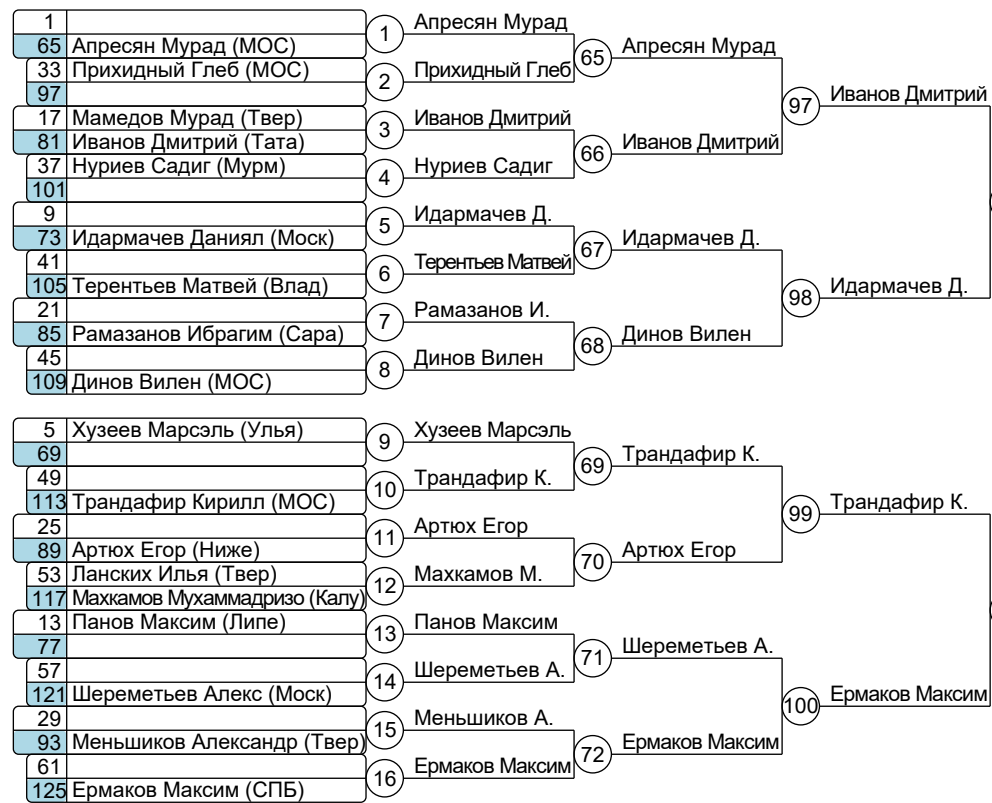 1
65 Апресян Мурад (МОС)
1
Апресян Мурад
33 Прихидный Глеб (МОС)
97
2
Прихидный Глеб
65
Апресян Мурад
17 Мамедов Мурад (Твер)
81 Иванов Дмитрий (Тата)
3
Иванов Дмитрий
37 Нуриев Садиг (Мурм)
101
4
Нуриев Садиг
66
Иванов Дмитрий
97
Иванов Дмитрий
9
73 Идармачев Даниял (Моск)
5
Идармачев Д.
41
105 Терентьев Матвей (Влад)
6
Терентьев Матвей
67
Идармачев Д.
21
85 Рамазанов Ибрагим (Сара)
7
Рамазанов И.
45
109 Динов Вилен (МОС)
8
Динов Вилен
68
Динов Вилен
98
Идармачев Д.
5 Хузеев Марсэль (Улья)
69
9
Хузеев Марсэль
49
113 Трандафир Кирилл (МОС)
10
Трандафир К.
69
Трандафир К.
25
89 Артюх Егор (Ниже)
11
Артюх Егор
53 Ланских Илья (Твер)
117 Махкамов Мухаммадризо (Калу)
12
Махкамов М.
70
Артюх Егор
99
Трандафир К.
13 Панов Максим (Липе)
77
13
Панов Максим
57
121 Шереметьев Алекс (Моск)
14
Шереметьев А.
71
Шереметьев А.
29
93 Меньшиков Александр (Твер)
15
Меньшиков А.
61
125 Ермаков Максим (СПБ)
16
Ермаков Максим
72
Ермаков Максим
100
Ермаков Максим